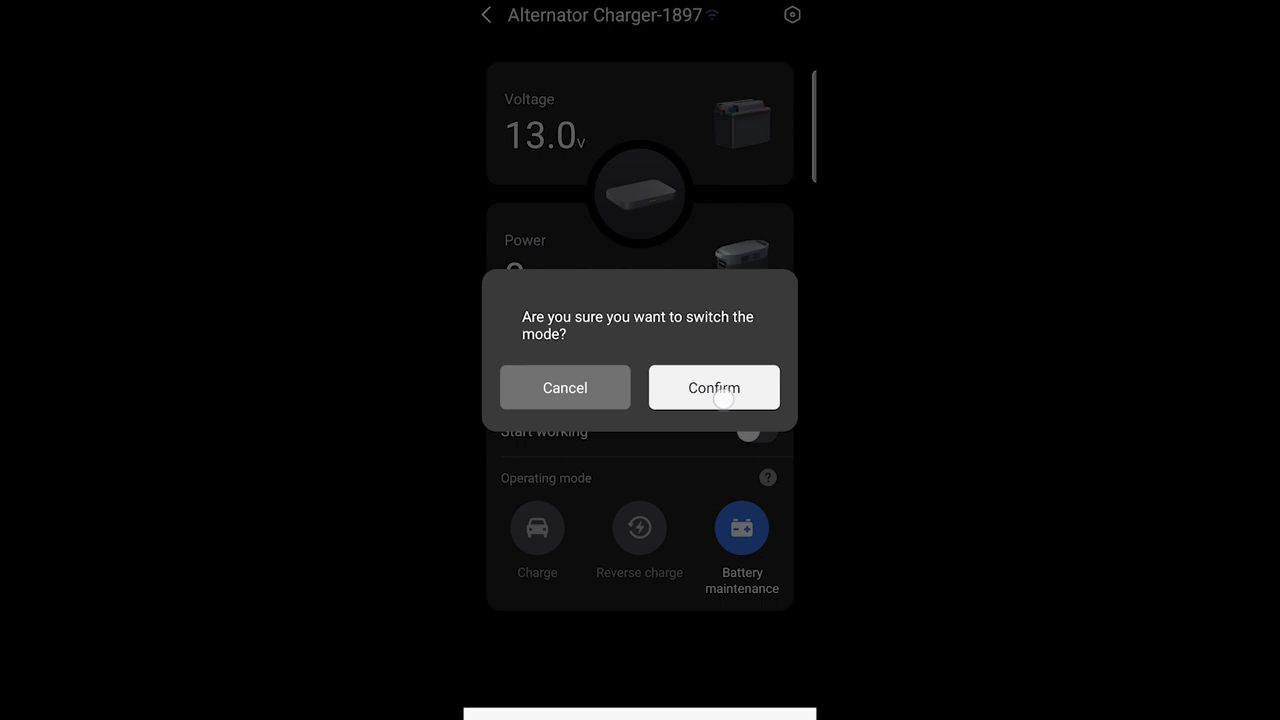 Alternator Charger-1897
Voltage
13.0v
Power
Are you sure you want to switch the
mode?
Cancel
Confirm
Start working
Operating mode
?
Charge
Reverse charge
Battery
maintenance